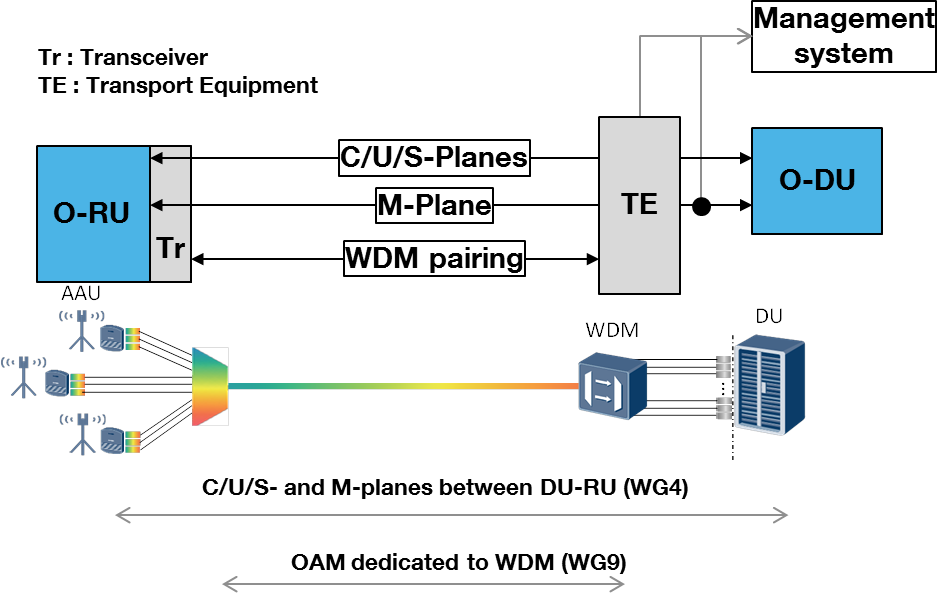 Management
system
Tr : Transceiver
TE : Transport Equipment
C/U/S-Planes
O-RU
M-Plane
TE
O-DU
Tr
WDM pairing
AAU
WDM
DU
C/U/S- and M-planes between DU-RU (WG4)
OAM dedicated to WDM (WG9)